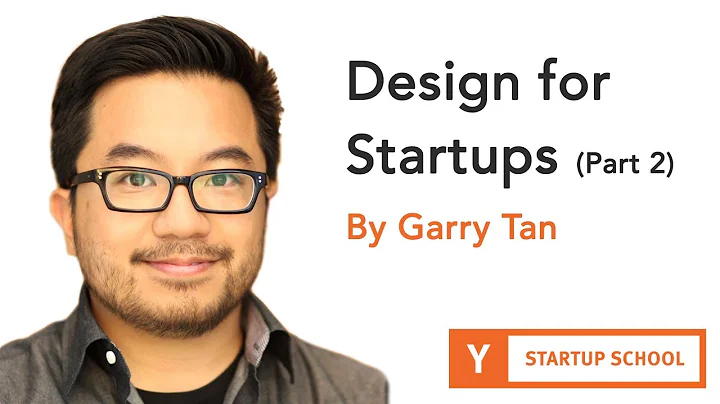 Design for
Startups (Part 2)
By Garry Tan
Y STARTUP SCHOOL